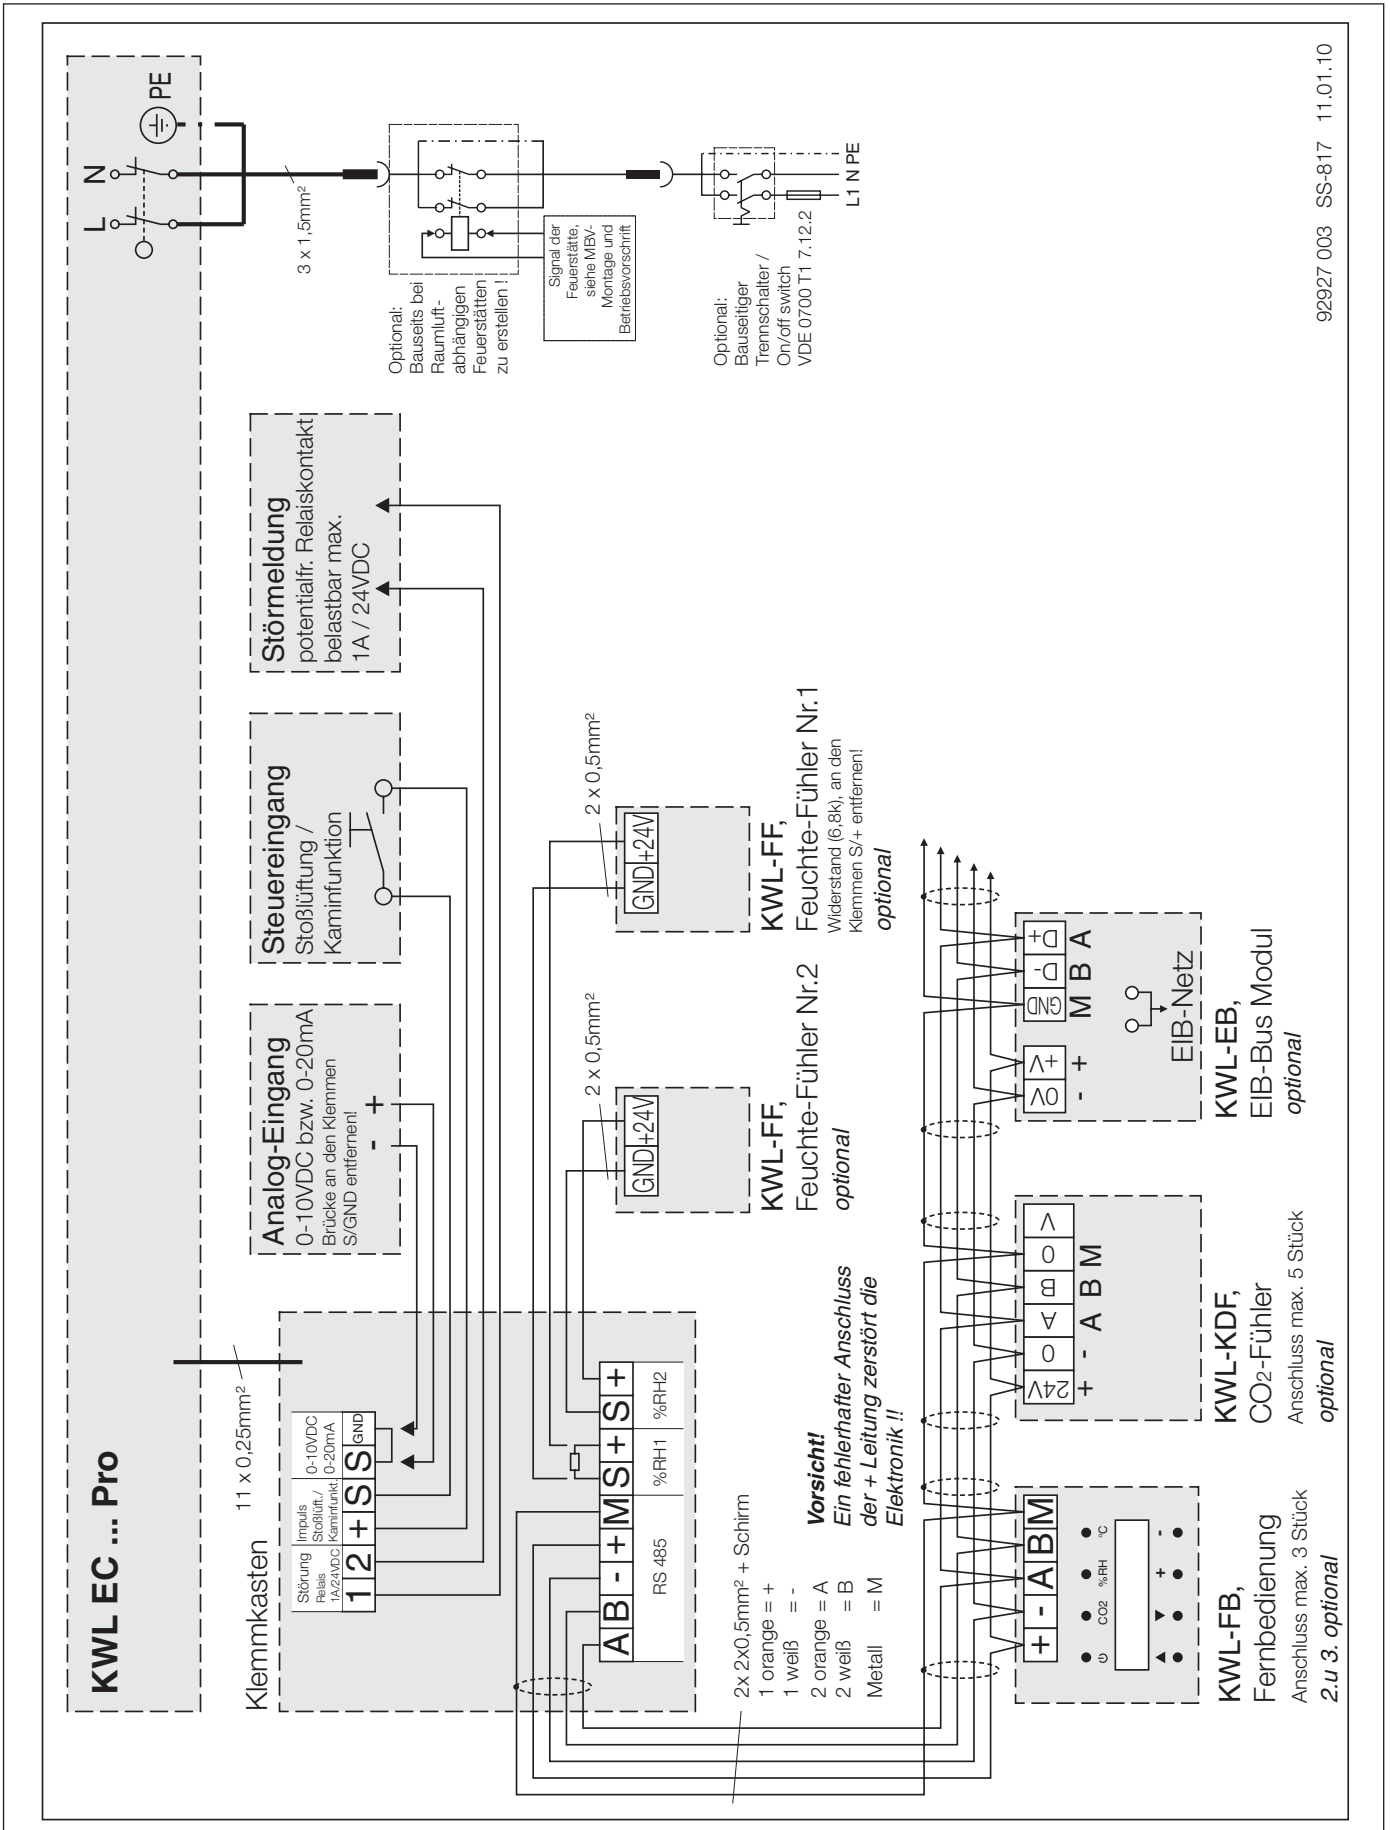 KWL EC ... Pro
L
N
PE
3 x 1,5mm²
Optional:
Bauseits bei
Raumluft-
abhängigen
Feuerstätten
zu erstellen !
Signal der
Feuerstätte,
siehe MBV-
Montage und
Betriebsvorschrift
Optional:
Bauseitiger
Trennschalter /
On/off switch
VDE 0700 T1 7.12.2
L1 N PE
11 x 0,25mm²
Klemmkasten
Störung
Relais
1A/24VDC
Impuls
Stoßlüft./
Kaminfunkt.
0-10VDC
0-20mA
1 2 + S S GND
Analog-Eingang
0-10VDC bzw. 0-20mA
Brücke an den Klemmen
S/GND entfernen!
- +
Steuereingang
Stoßlüftung /
Kaminfunktion
Störmeldung
potentialfr. Relaiskontakt
belastbar max.
1A / 24VDC
A B - + M S + S +
RS 485
%RH1
%RH2
2 x 0,5mm²
GND +24V
KWL-FF,
Feuchte-Fühler Nr.2
optional
2 x 0,5mm²
GND +24V
KWL-FF,
Feuchte-Fühler Nr.1
Widerstand (6,8k), an den
Klemmen S/+ entfernen!
optional
2x 2x0,5mm² + Schirm
1 orange = +
1 weiß = -
2 orange = A
2 weiß = B
Metall = M
Vorsicht!
Ein fehlerhafter Anschluss
der + Leitung zerstört die
Elektronik !!
+ - A B M
CO2 %RH °C
+ -
KWL-FB,
Fernbedienung
Anschluss max. 3 Stück
2.u 3. optional
24V 0 A B 0 V
+ - A B M
KWL-KDF,
CO2-Fühler
Anschluss max. 5 Stück
optional
0V +V GND D- D+
- + M B A
EIB-Netz
KWL-EB,
EIB-Bus Modul
optional
92927 003 SS-817 11.01.10